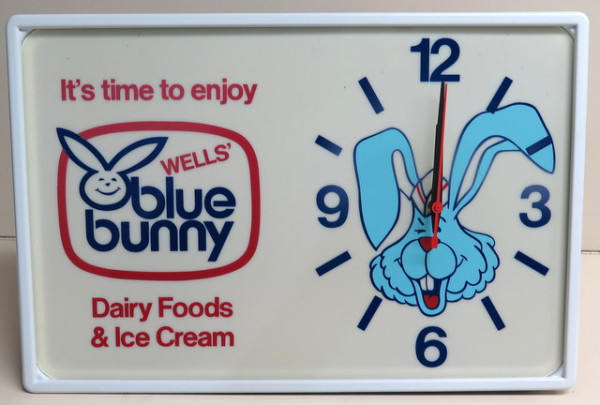 It's time to enjoy
WELLS'
blue
bunny
Dairy Foods
& Ice Cream
12
9
3
6